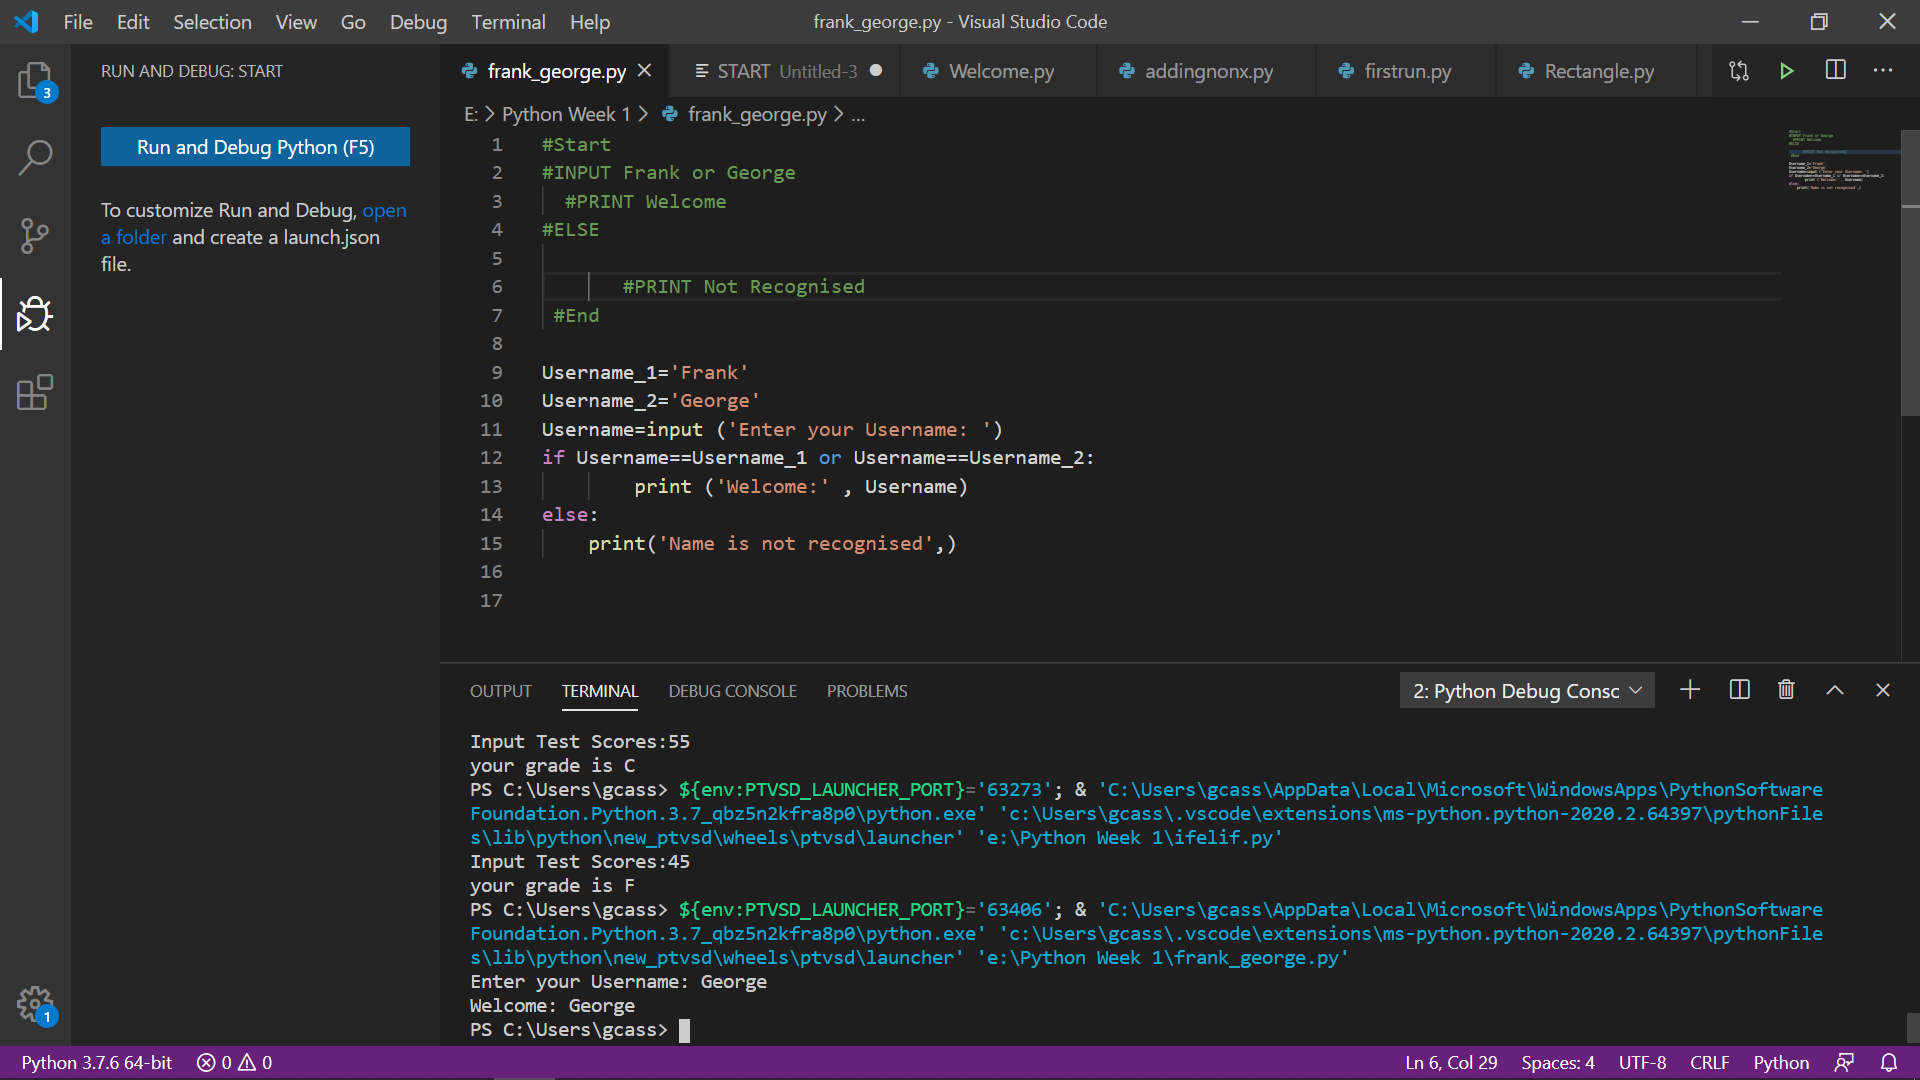 File Edit Selection View Go Debug Terminal Help
frank_george.py - Visual Studio Code
RUN AND DEBUG: START
3
Run and Debug Python (F5)
To customize Run and Debug, open
a folder and create a launch.json
file.
1
frank_george.py
START Untitled-3
Welcome.py
addingnonx.py
firstrun.py
Rectangle.py
E: > Python Week 1 > frank_george.py > ...
1 #Start
2 #INPUT Frank or George
3 #PRINT Welcome
4 #ELSE
5
6 #PRINT Not Recognised
7 #End
8
9 Username_1='Frank'
10 Username_2='George'
11 Username=input ('Enter your Username: ')
12 if Username==Username_1 or Username==Username_2:
13 print ('Welcome:' , Username)
14 else:
15 print('Name is not recognised',)
16
17
OUTPUT TERMINAL DEBUG CONSOLE PROBLEMS
2: Python Debug Consc
Input Test Scores:55
your grade is C
PS C:\Users\gcass> ${env:PTVSD_LAUNCHER_PORT}='63273'; & 'C:\Users\gcass\AppData\Local\Microsoft\WindowsApps\PythonSoftware
Foundation.Python.3.7_qbz5n2kfra8p0\python.exe' 'c:\Users\gcass\.vscode\extensions\ms-python.python-2020.2.64397\pythonFile
s\lib\python\new_ptvsd\wheels\ptvsd\launcher' 'e:\Python Week 1\ifelif.py'
Input Test Scores:45
your grade is F
PS C:\Users\gcass> ${env:PTVSD_LAUNCHER_PORT}='63406'; & 'C:\Users\gcass\AppData\Local\Microsoft\WindowsApps\PythonSoftware
Foundation.Python.3.7_qbz5n2kfra8p0\python.exe' 'c:\Users\gcass\.vscode\extensions\ms-python.python-2020.2.64397\pythonFile
s\lib\python\new_ptvsd\wheels\ptvsd\launcher' 'e:\Python Week 1\frank_george.py'
Enter your Username: George
Welcome: George
PS C:\Users\gcass>
Python 3.7.6 64-bit 0 0
Ln 6, Col 29 Spaces: 4 UTF-8 CRLF Python